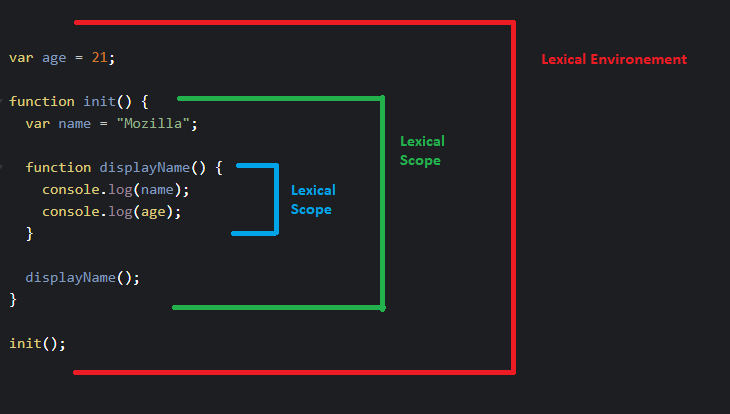 var age = 21;
Lexical Environement
function init() {
var name = "Mozilla";
Lexical
Scope
function displayName() {
console.log(name);
Lexical
Scope
console.log(age);
}
displayName();
}
init();